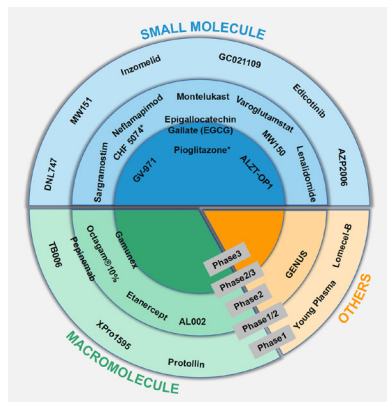 SMALL MOLECULE
DNL747
MW151
Inzomelid
GC021109
Edicotinib
AZP2006
Sargramostim
CHF 5074*
Neflamapimod
Montelukast
Varoglutamstat
MW150
Lenalidomide
Epigallocatechin
Gallate (EGCG)
Pioglitazone*
GV-971
ALZT-OP1
TB006
Pepinemab
Octagam®10%
Gamunex
Etanercept
AL002
XPro1595
Protollin
MACROMOLECULE
Phase3
Phase2/3
Phase2
Phase1/2
Phase1
GENUS
Young Plasma
Lomecel-B
OTHERS